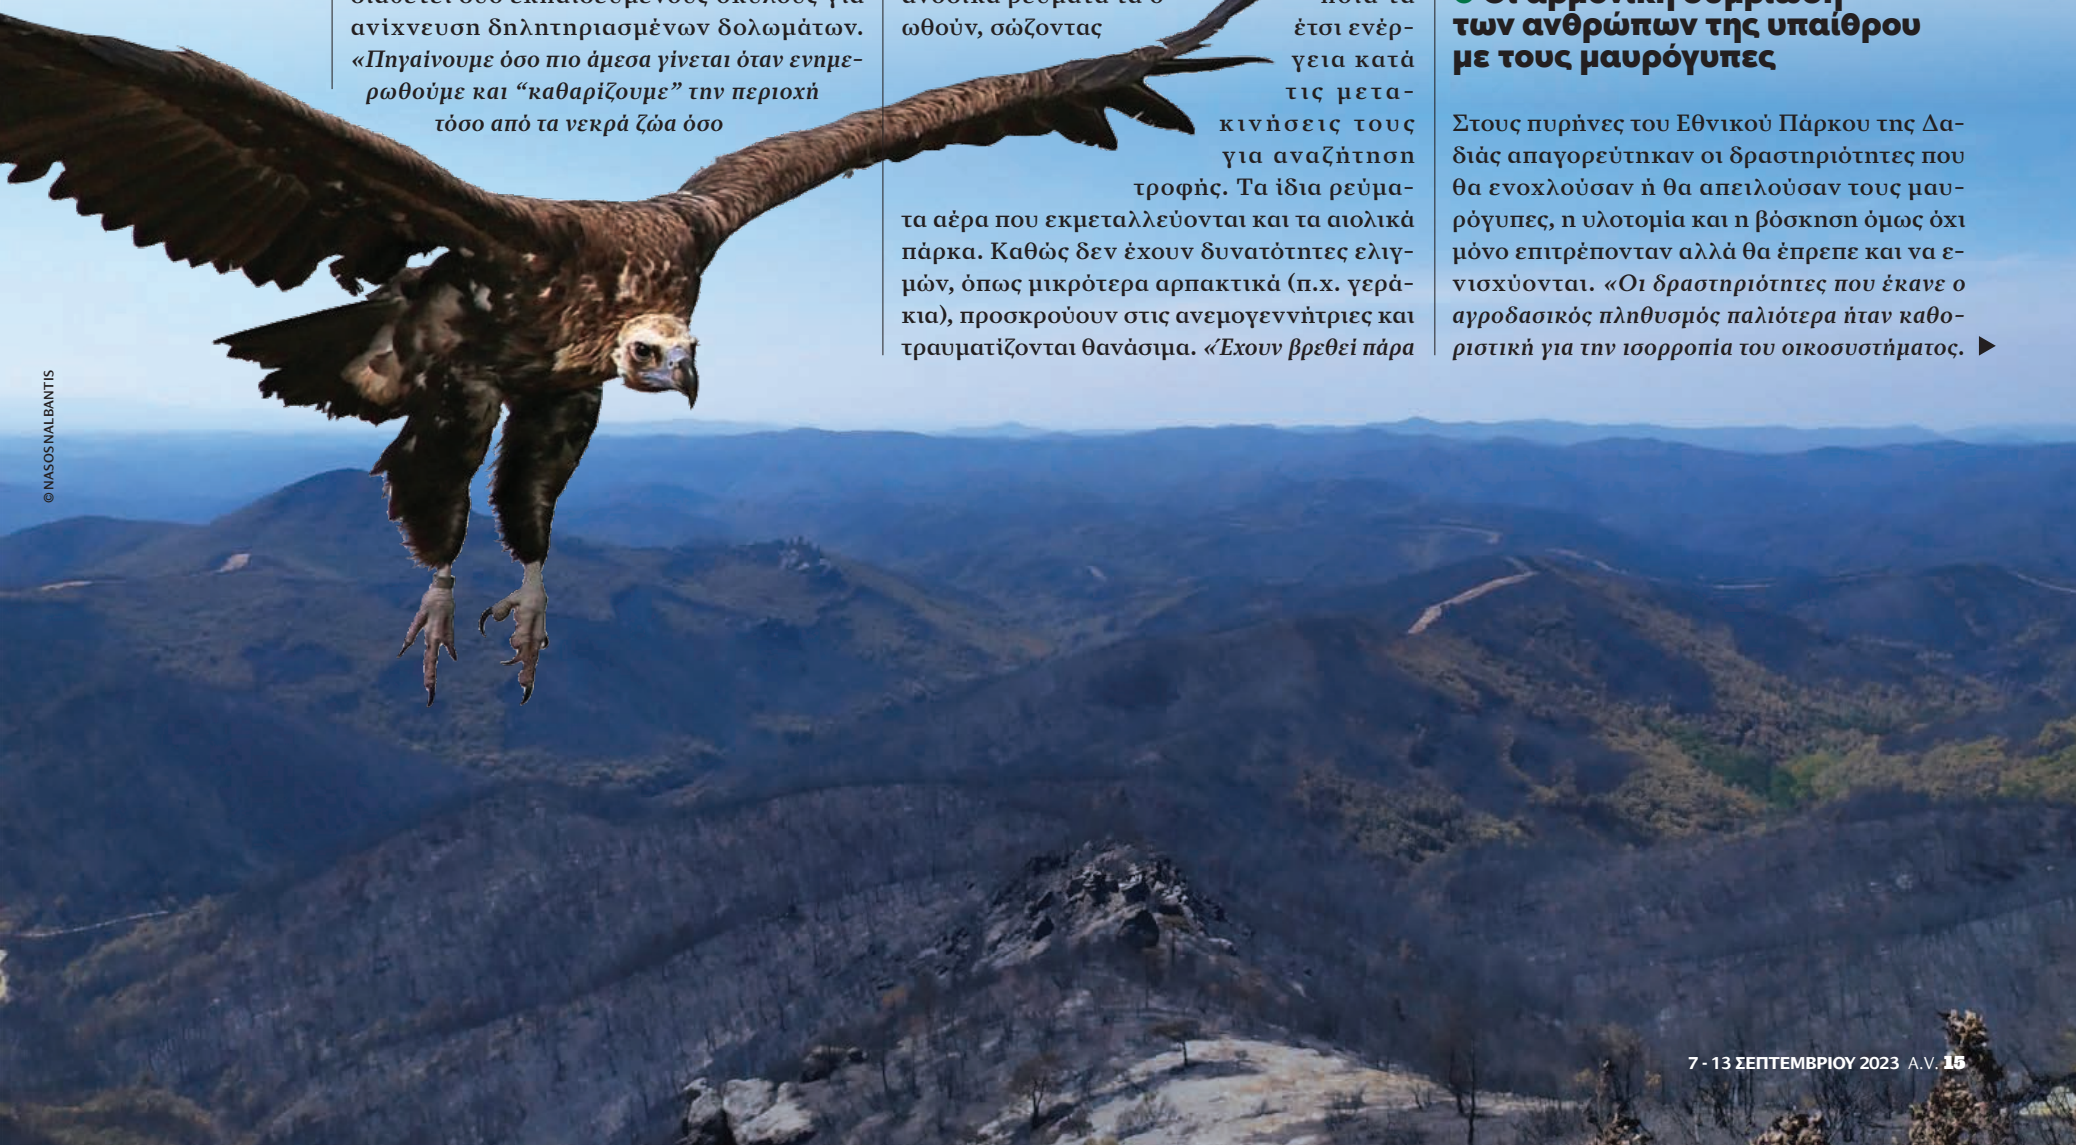 ανίχνευση δηλητηριασμένων δολωμάτων.
«Πηγαίνουμε όσο πιο άμεσα γίνεται όταν ενημε-
ρωθούμε και “καθαρίζουμε” την περιοχή
τόσο από τα νεκρά ζώα όσο
ωθούν, σώζοντας
έτσι ενέρ-
γεια κατά
τις μετα-
κινήσεις τους
για αναζήτηση
τροφής. Τα ίδια ρεύμα-
τα αέρα που εκμεταλλεύονται και τα αιολικά
πάρκα. Καθώς δεν έχουν δυνατότητες ελιγ-
μών, όπως μικρότερα αρπακτικά (π.χ. γερά-
κια), προσκρούουν στις ανεμογεννήτριες και
τραυματίζονται θανάσιμα. «Έχουν βρεθεί πάρα
των ανθρώπων της υπαίθρου
με τους μαυρόγυπες
Στους πυρήνες του Εθνικού Πάρκου της Δα-
διάς απαγορεύτηκαν οι δραστηριότητες που
θα ενοχλούσαν ή θα απειλούσαν τους μαυ-
ρόγυπες, η υλοτομία και η βόσκηση όμως όχι
μόνο επιτρέπονταν αλλά θα έπρεπε και να ε-
νισχύονται. «Οι δραστηριότητες που έκανε ο
αγροδασικός πληθυσμός παλιότερα ήταν καθο-
ριστική για την ισορροπία του οικοσυστήματος.
© NASOS NALBANTIS
7 - 13 ΣΕΠΤΕΜΒΡΙΟΥ 2023 A.V. 15